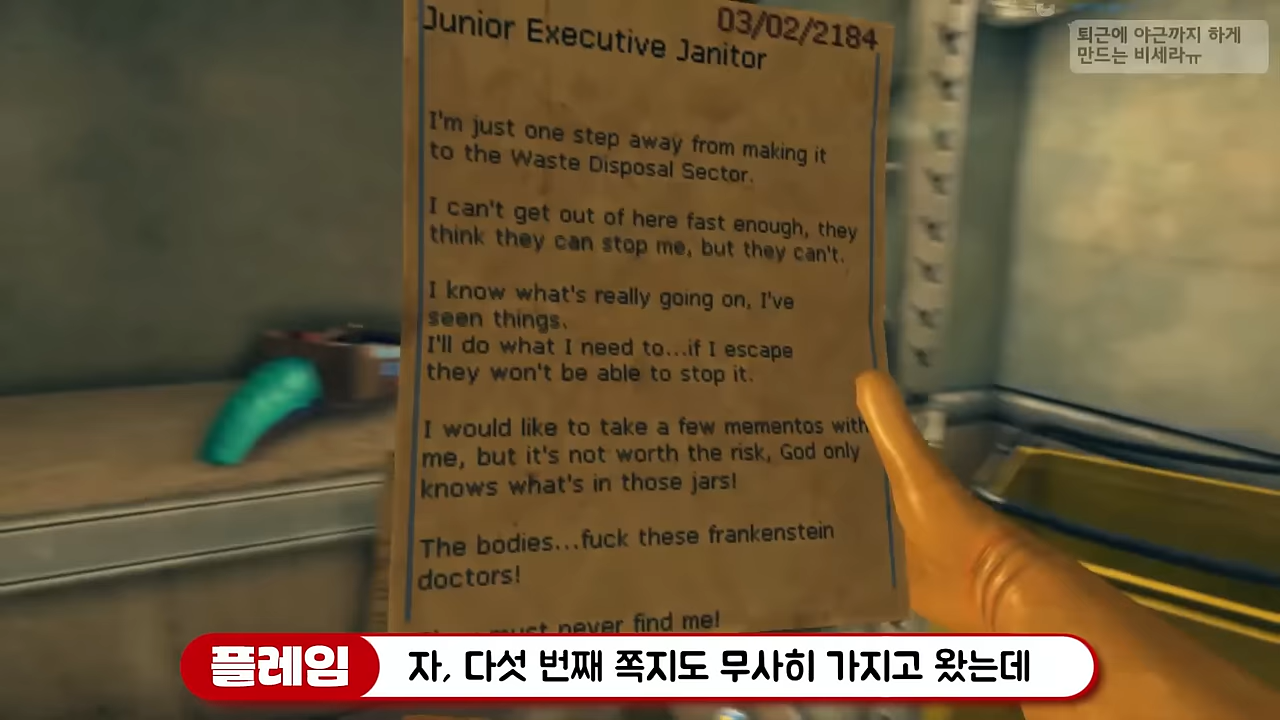 03/02/2184
Junior Executive Janitor
퇴근에 야근까지 하게
만드는 비세라ㅠ
I'm just one step away from making it
to the Waste Disposal Sector.
I can't get out of here fast enough, they
think they can stop me, but they can't.
I know what's really going on, I've
seen things.
I'll do what I need to...if I escape
they won't be able to stop it.
I would like to take a few mementos with
me, but it's not worth the risk, God only
knows what's in those jars!
The bodies...fuck these frankenstein
doctors!
must never find me!
플레임
자, 다섯 번째 쪽지도 무사히 가지고 왔는데